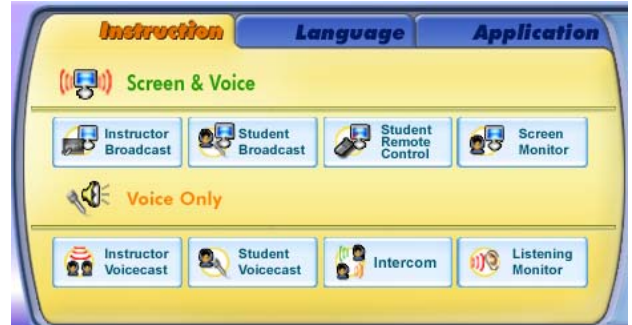 Instruction
Language
Application
Screen & Voice
Instructor
Broadcast
Student
Broadcast
Student
Remote
Control
Screen
Monitor
Voice Only
Instructor
Voicecast
Student
Voicecast
Intercom
Listening
Monitor